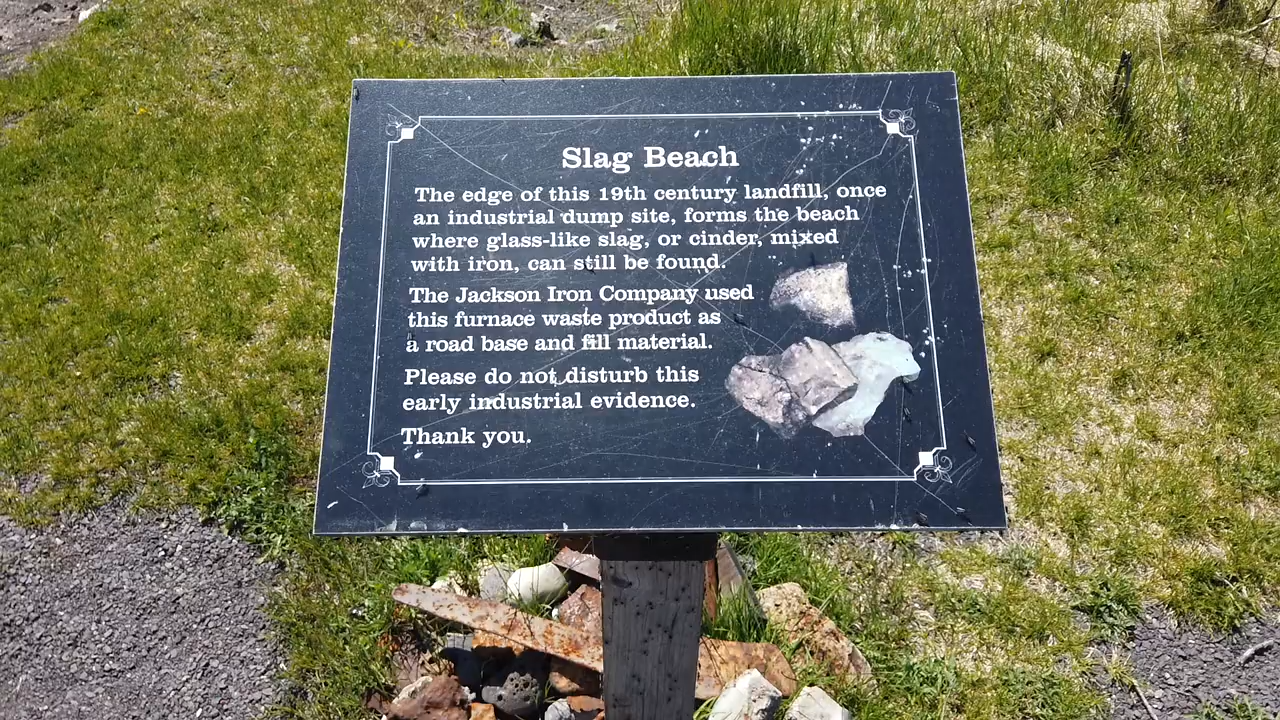 Slag Beach
The edge of this 19th century landfill, once
an industrial dump site, forms the beach
where glass-like slag, or cinder, mixed
with iron, can still be found.
The Jackson Iron Company used
this furnace waste product as
a road base and fill material.
Please do not disturb this
early industrial evidence.
Thank you.